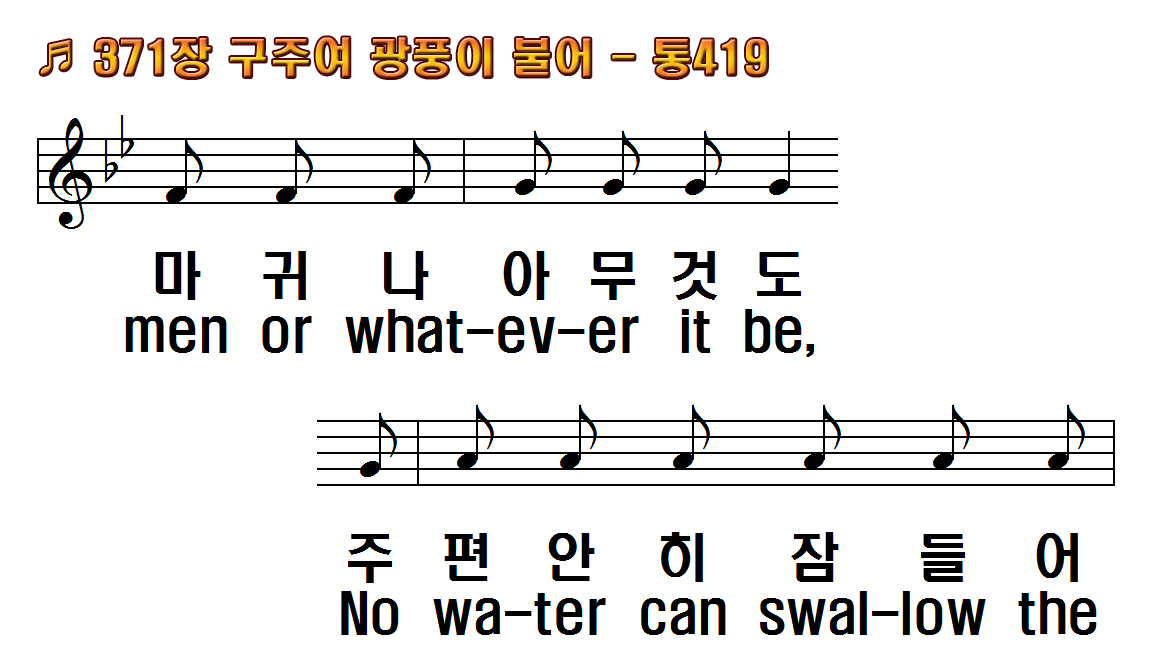 ♬ 371장 구주여 광풍이 불어 - 통419
마 귀 나 아 무 것 도
men or what-ev-er it be,
주 편 안 히 잠 들 어
No wa-ter can swal-low the